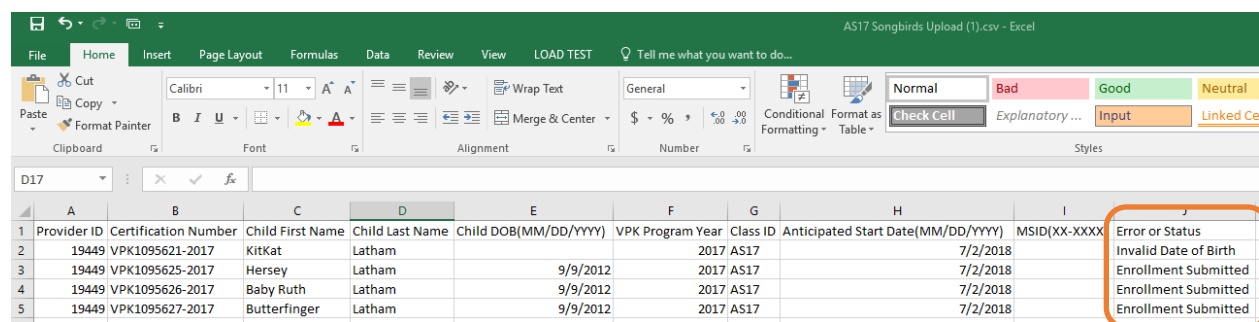 AS17 Songbirds Upload (1).csv - Excel
File Home Insert Page Layout Formulas Data Review View LOAD TEST Tell me what you want to do...
Cut
Copy
Format Painter
Paste
Calibri 11 A A
B I U A
Wrap Text
Merge & Center
General
$ % , .0 .00 .00 .0
Conditional Formatting
Format as Table
Normal Bad Good Neutral
Check Cell Explanatory ... Input Linked Ce
Clipboard Font Alignment Number Styles
D17 fx
A B C D E F G H I J
1 Provider ID Certification Number Child First Name Child Last Name Child DOB(MM/DD/YYYY) VPK Program Year Class ID Anticipated Start Date(MM/DD/YYYY) MSID(XX-XXXX Error or Status
2 19449 VPK1095621-2017 KitKat Latham 2017 AS17 7/2/2018 Invalid Date of Birth
3 19449 VPK1095625-2017 Hersey Latham 9/9/2012 2017 AS17 7/2/2018 Enrollment Submitted
4 19449 VPK1095626-2017 Baby Ruth Latham 9/9/2012 2017 AS17 7/2/2018 Enrollment Submitted
5 19449 VPK1095627-2017 Butterfinger Latham 9/9/2012 2017 AS17 7/2/2018 Enrollment Submitted